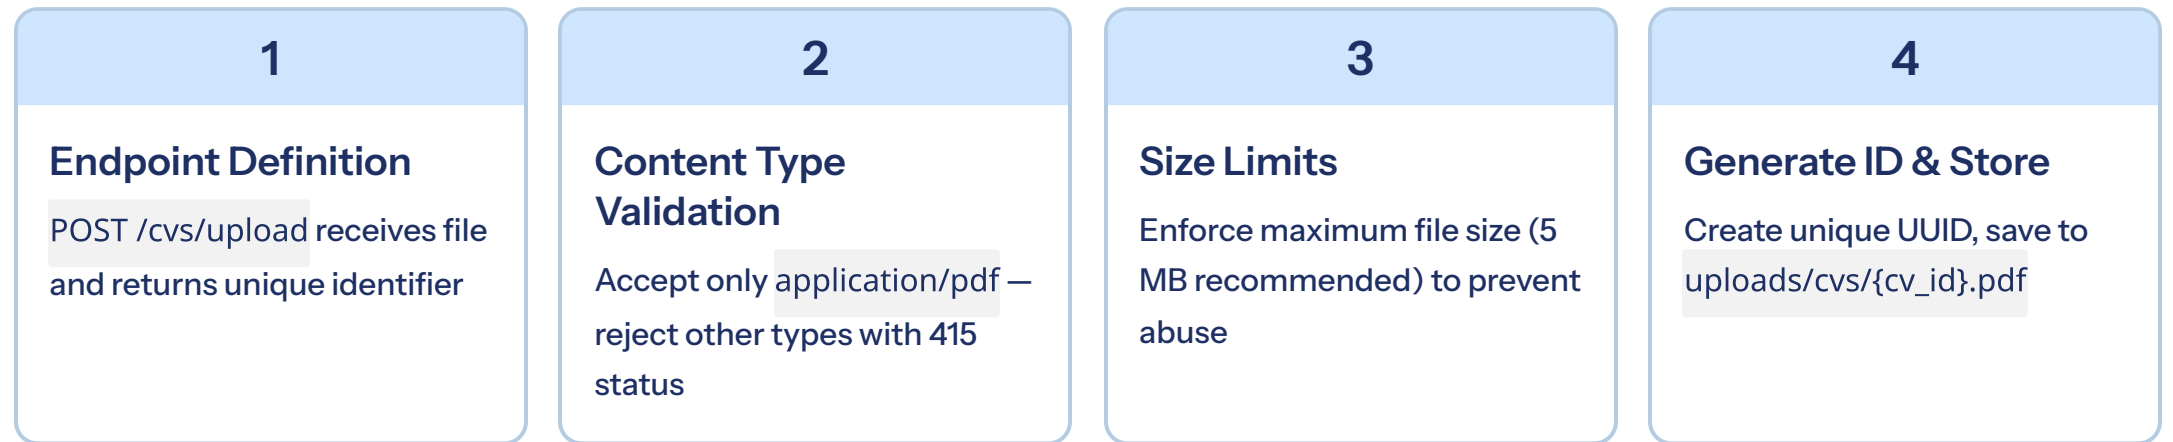 1
Endpoint Definition
POST /cvs/upload receives file
and returns unique identifier
2
Content Type
Validation
Accept only application/pdf —
reject other types with 415
status
3
Size Limits
Enforce maximum file size (5
MB recommended) to prevent
abuse
4
Generate ID & Store
Create unique UUID, save to
uploads/cvs/{cv_id}.pdf